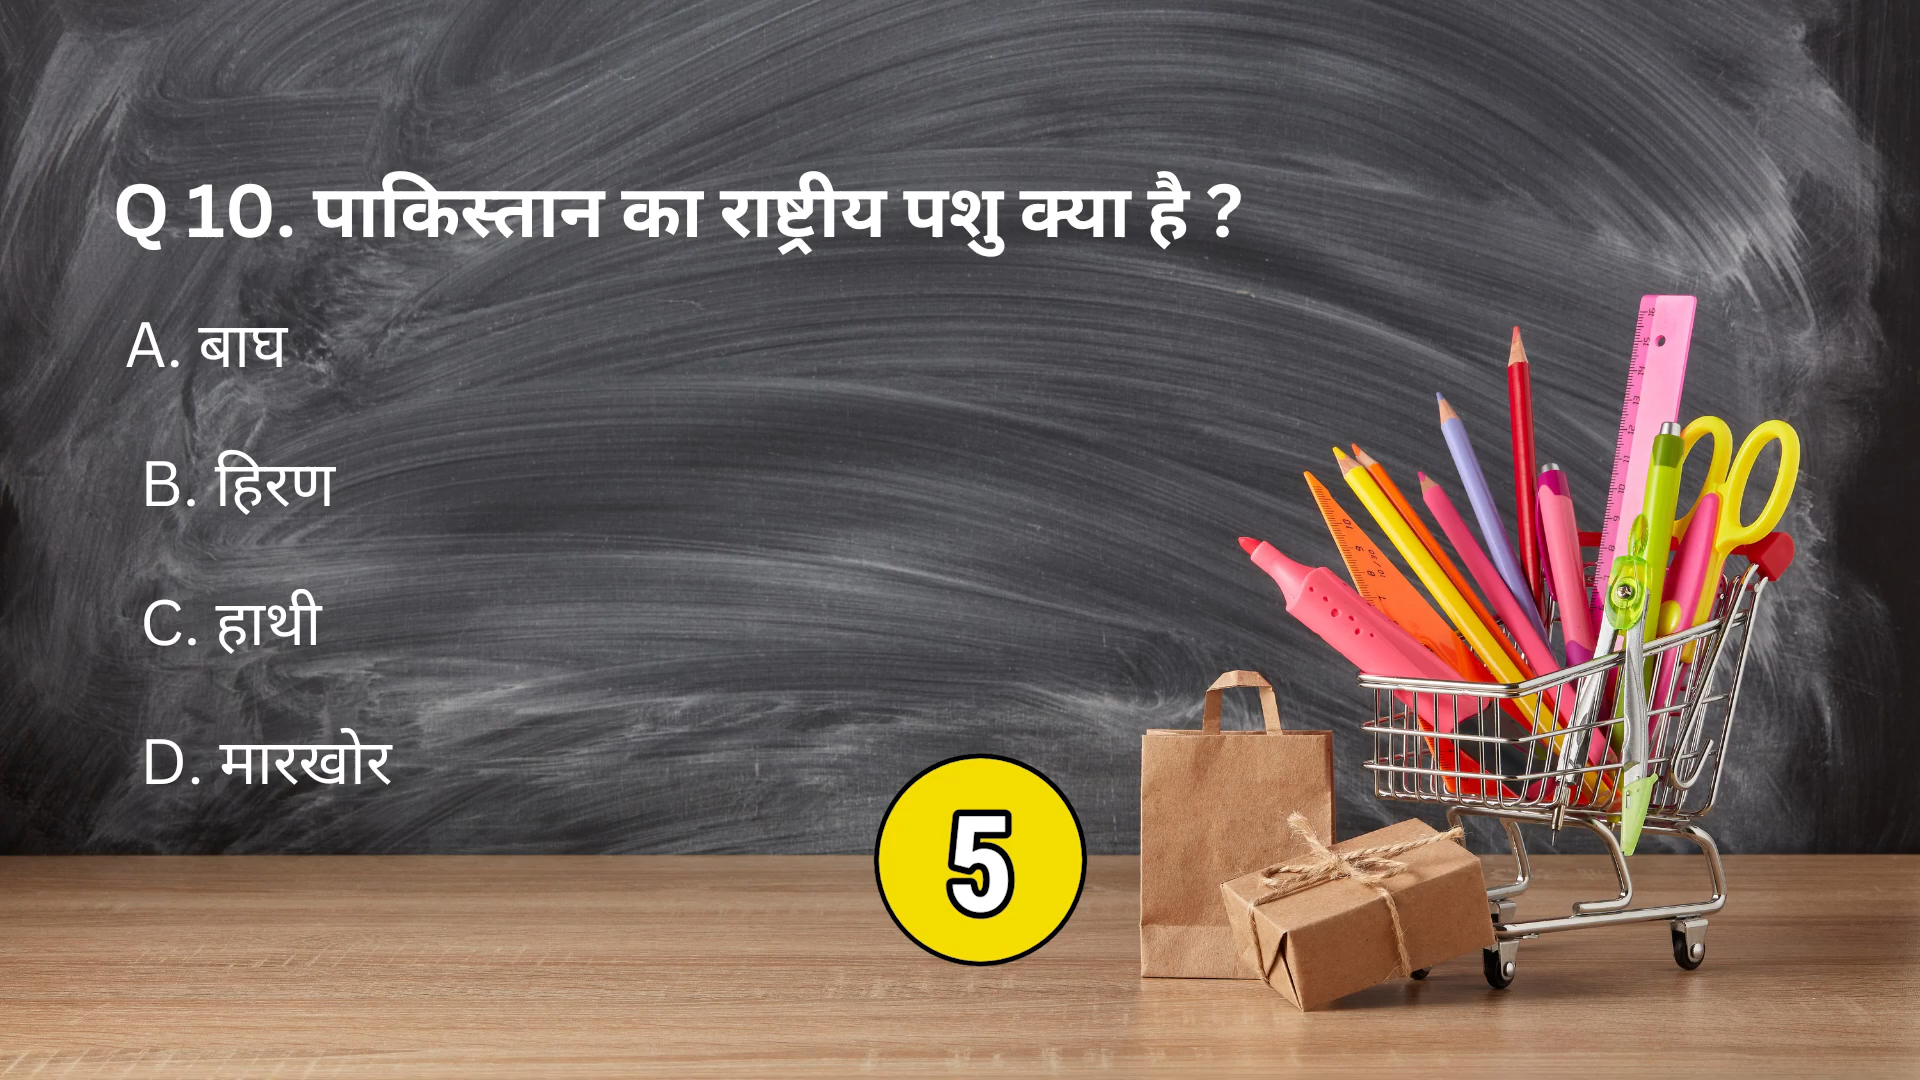 Q 10. पाकिस्तान का राष्ट्रीय पशु क्या है ?
A. बाघ
B. हिरण
C. हाथी
D. मारखोर
5